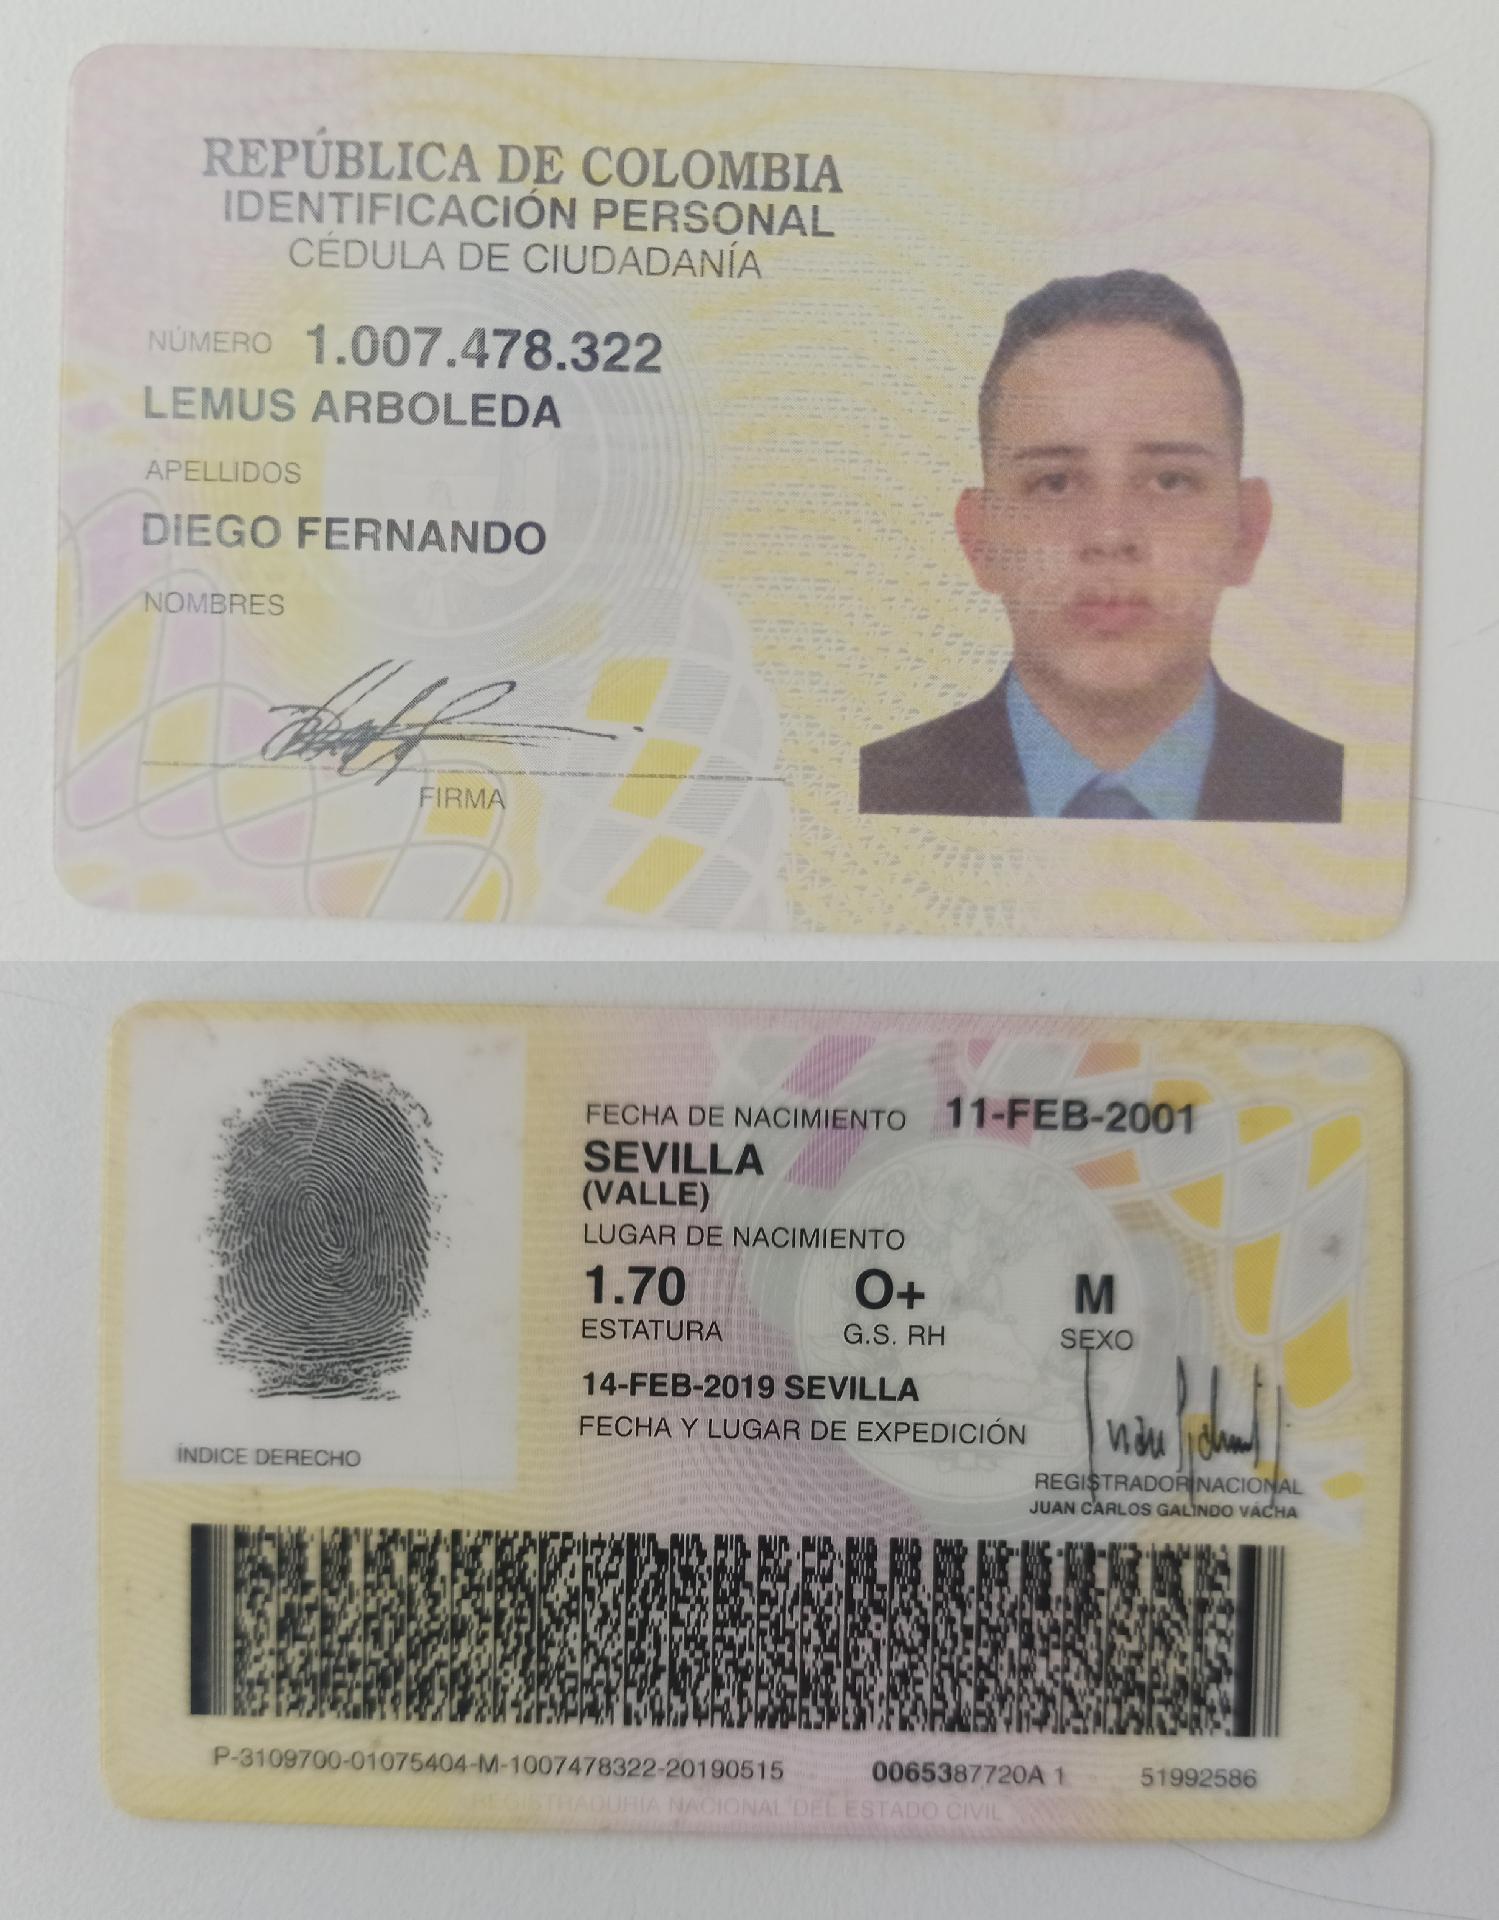 REPÚBLICA DE COLOMBIA
IDENTIFICACIÓN PERSONAL
CÉDULA DE CIUDADANÍA
NÚMERO 1.007.478.322
LEMUS ARBOLEDA
APELLIDOS
DIEGO FERNANDO
NOMBRES
FIRMA
FECHA DE NACIMIENTO 11-FEB-2001
SEVILLA
(VALLE)
LUGAR DE NACIMIENTO
1.70 O+ M
ESTATURA G.S. RH SEXO
14-FEB-2019 SEVILLA
FECHA Y LUGAR DE EXPEDICIÓN
ÍNDICE DERECHO
REGISTRADOR NACIONAL
JUAN CARLOS GALINDO VÁCHA
P-3109700-01075404-M-1007478322-20190515 0065387720A 1 51992586
REGISTRADURIA NACIONAL DEL ESTADO CIVIL